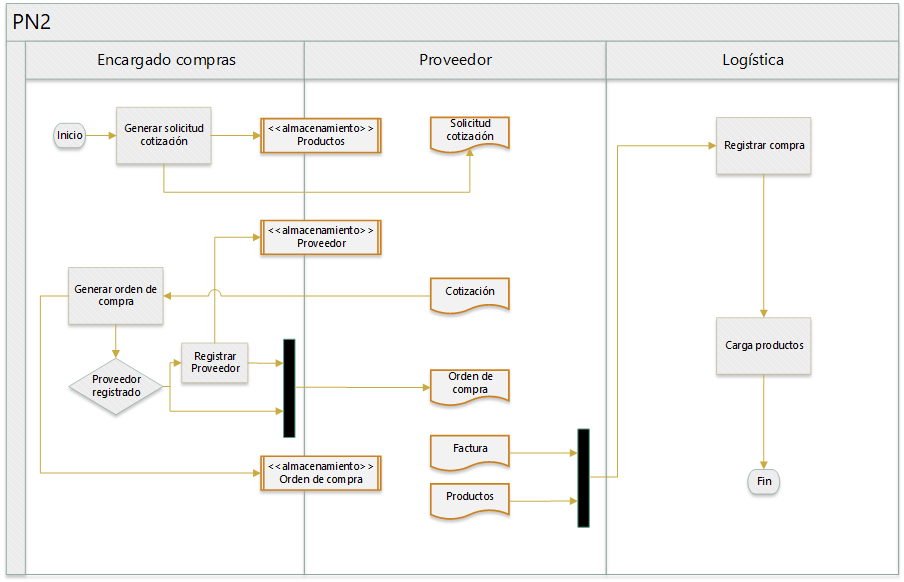 PN2
Encargado compras
Proveedor
Logística
Inicio
Generar solicitud
cotización
<<almacenamiento>>
Productos
Solicitud
cotización
Registrar compra
<<almacenamiento>>
Proveedor
Generar orden de
compra
Cotización
Registrar
Proveedor
Carga productos
Proveedor
registrado
Orden de
compra
Factura
<<almacenamiento>>
Orden de compra
Productos
Fin